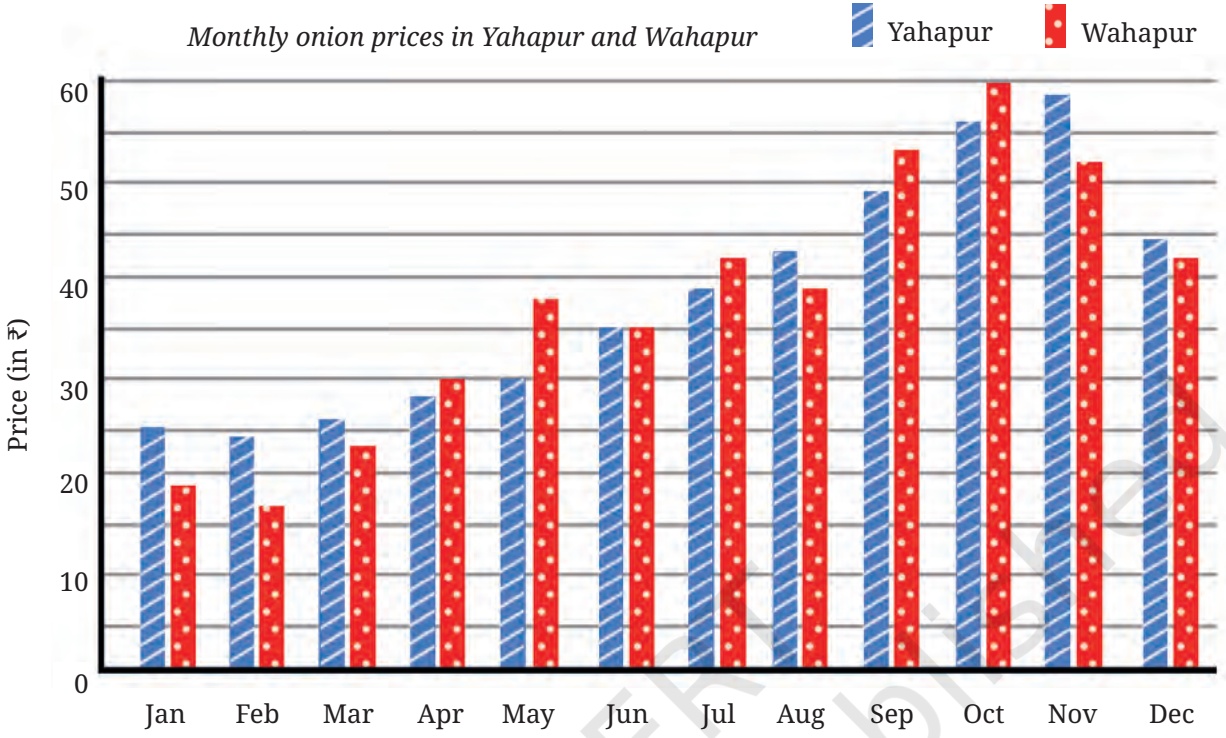 Monthly onion prices in Yahapur and Wahapur
Yahapur
Wahapur
Price (in ₹)
60
50
40
30
20
10
0
Jan Feb Mar Apr May Jun Jul Aug Sep Oct Nov Dec